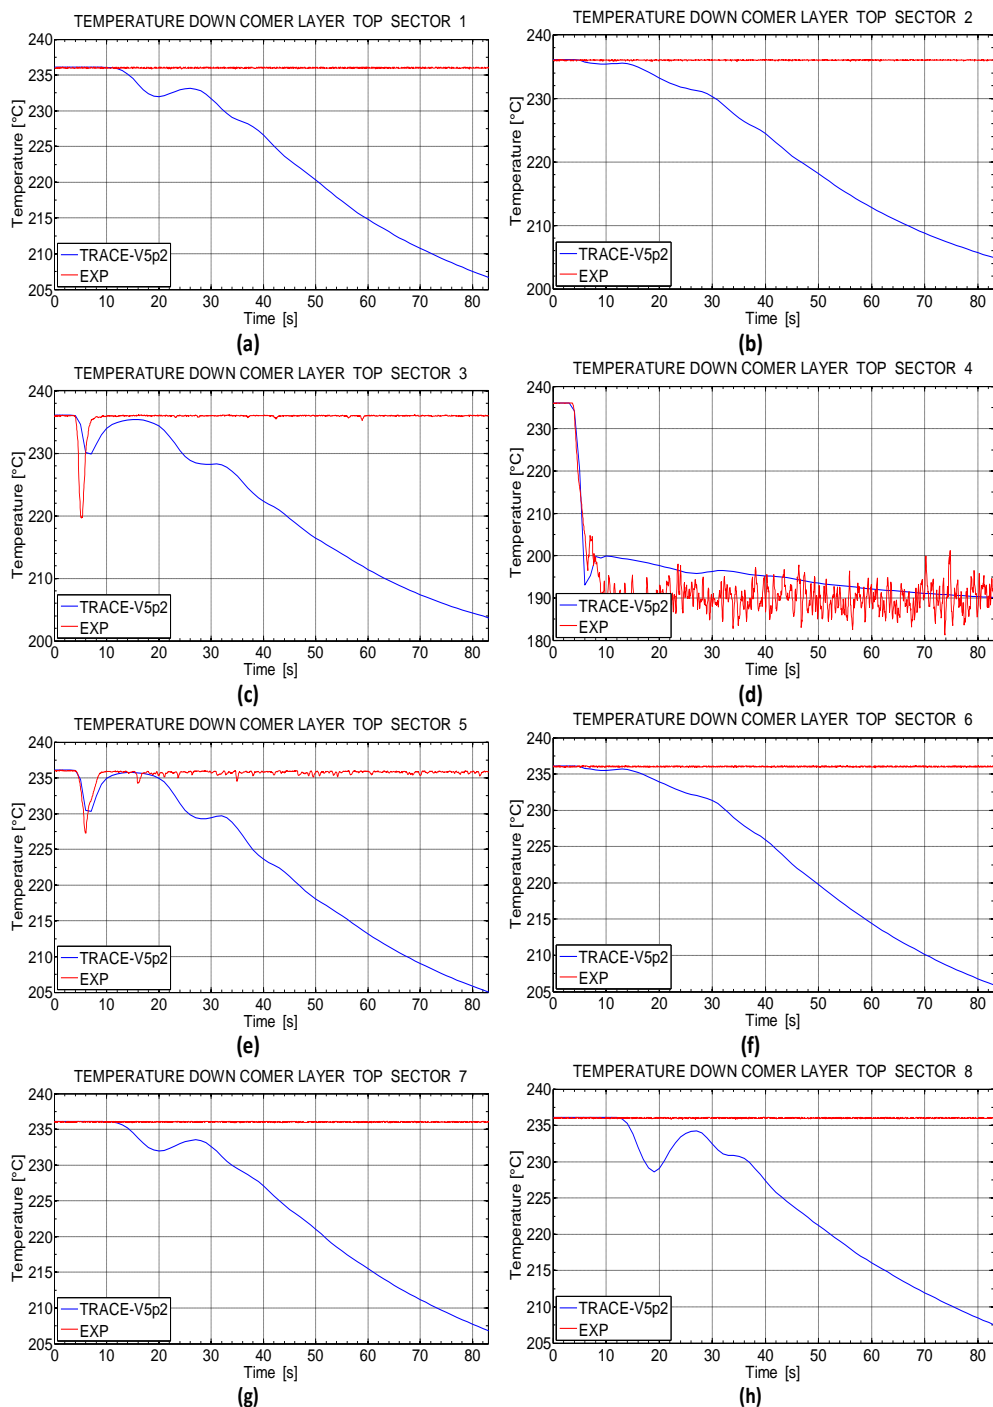 TEMPERATURE DOWN COMER LAYER TOP SECTOR 1
240
235
230
225
220
215
210
205
Temperature [°C]
TRACE-V5p2
EXP
0 10 20 30 40 50 60 70 80
Time [s]
(a)
TEMPERATURE DOWN COMER LAYER TOP SECTOR 2
240
230
220
210
200
Temperature [°C]
TRACE-V5p2
EXP
0 10 20 30 40 50 60 70 80
Time [s]
(b)
TEMPERATURE DOWN COMER LAYER TOP SECTOR 3
240
230
220
210
200
Temperature [°C]
TRACE-V5p2
EXP
0 10 20 30 40 50 60 70 80
Time [s]
(c)
TEMPERATURE DOWN COMER LAYER TOP SECTOR 4
240
230
220
210
200
190
180
Temperature [°C]
TRACE-V5p2
EXP
0 10 20 30 40 50 60 70 80
Time [s]
(d)
TEMPERATURE DOWN COMER LAYER TOP SECTOR 5
240
235
230
225
220
215
210
205
Temperature [°C]
TRACE-V5p2
EXP
0 10 20 30 40 50 60 70 80
Time [s]
(e)
TEMPERATURE DOWN COMER LAYER TOP SECTOR 6
240
235
230
225
220
215
210
205
Temperature [°C]
TRACE-V5p2
EXP
0 10 20 30 40 50 60 70 80
Time [s]
(f)
TEMPERATURE DOWN COMER LAYER TOP SECTOR 7
240
235
230
225
220
215
210
205
Temperature [°C]
TRACE-V5p2
EXP
0 10 20 30 40 50 60 70 80
Time [s]
(g)
TEMPERATURE DOWN COMER LAYER TOP SECTOR 8
240
235
230
225
220
215
210
205
Temperature [°C]
TRACE-V5p2
EXP
0 10 20 30 40 50 60 70 80
Time [s]
(h)